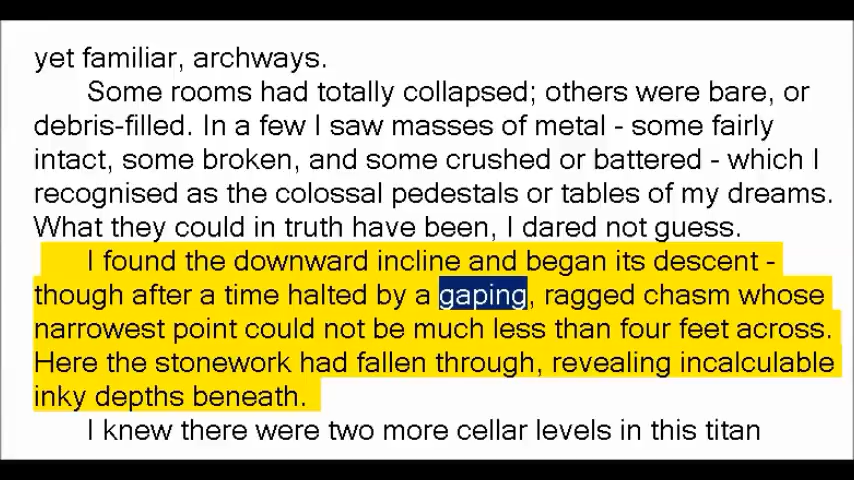 yet familiar, archways.
Some rooms had totally collapsed; others were bare, or
debris-filled. In a few I saw masses of metal - some fairly
intact, some broken, and some crushed or battered - which I
recognised as the colossal pedestals or tables of my dreams.
What they could in truth have been, I dared not guess.
I found the downward incline and began its descent -
though after a time halted by a gaping, ragged chasm whose
narrowest point could not be much less than four feet across.
Here the stonework had fallen through, revealing incalculable
inky depths beneath.
I knew there were two more cellar levels in this titan